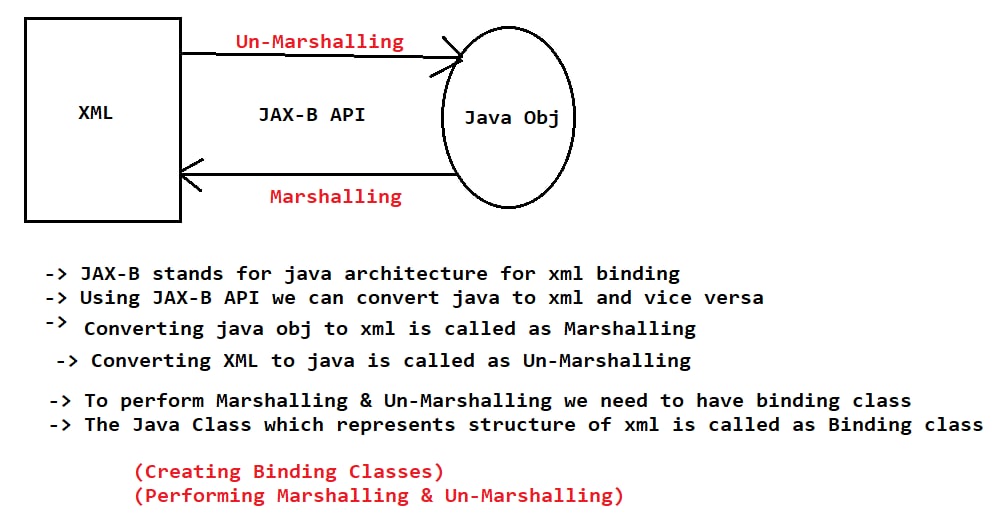 Un-Marshalling
XML
JAX-B API
Java Obj
Marshalling
-> JAX-B stands for java architecture for xml binding
-> Using JAX-B API we can convert java to xml and vice versa
-> Converting java obj to xml is called as Marshalling
-> Converting XML to java is called as Un-Marshalling
-> To perform Marshalling & Un-Marshalling we need to have binding class
-> The Java Class which represents structure of xml is called as Binding class
(Creating Binding Classes)
(Performing Marshalling & Un-Marshalling)